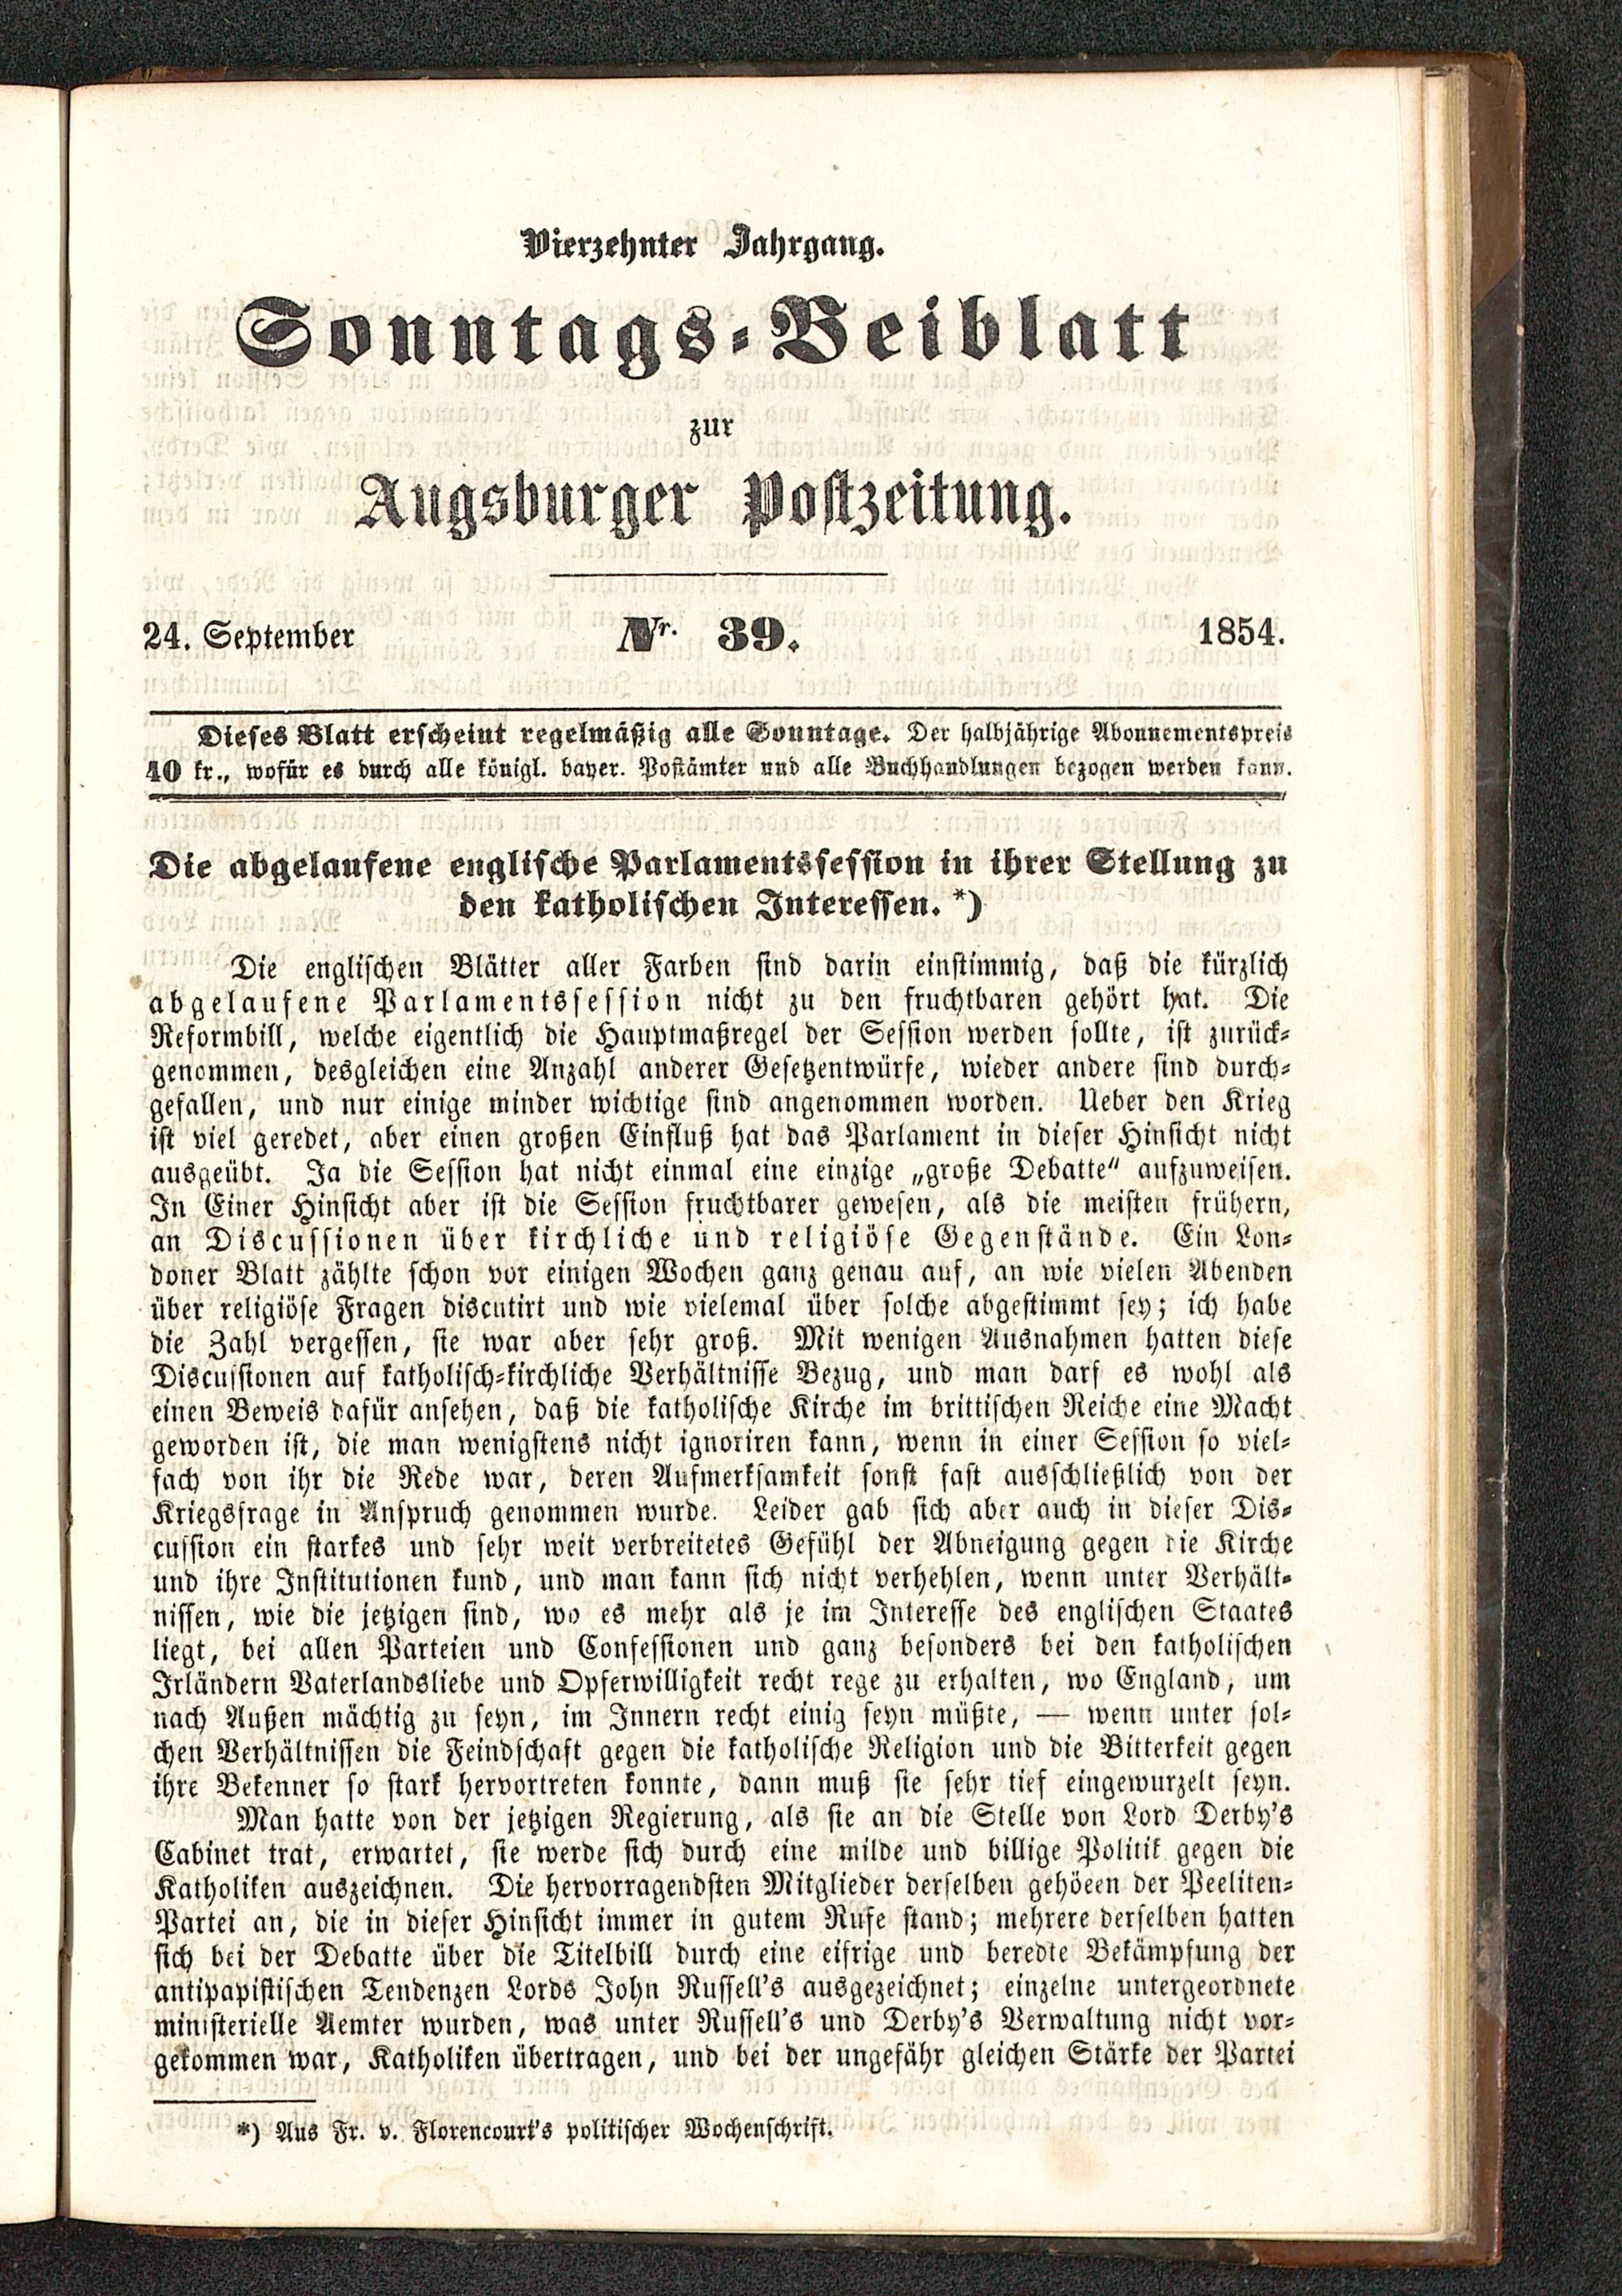 Vierzehnter Jahrgang.
Sonntags-Beiblatt
zur
Augsburger Postzeitung.
24. September Nr. 39. 1854.
Dieses Blatt erscheint regelmäßig alle Sonntage. Der halbjährige Abonnementspreis
40 kr., wofür es durch alle königl. bayer. Postämter und alle Buchhandlungen bezogen werden kann.
Die abgelaufene englische Parlamentssession in ihrer Stellung zu
den katholischen Interessen. *)
Die englischen Blätter aller Farben sind darin einstimmig, daß die kürzlich
abgelaufene Parlamentssession nicht zu den fruchtbaren gehört hat. Die
Reformbill, welche eigentlich die Hauptmaßregel der Session werden sollte, ist zurück-
genommen, desgleichen eine Anzahl anderer Gesetzentwürfe, wieder andere sind durch-
gefallen, und nur einige minder wichtige sind angenommen worden. Ueber den Krieg
ist viel geredet, aber einen großen Einfluß hat das Parlament in dieser Hinsicht nicht
ausgeübt. Ja die Session hat nicht einmal eine einzige „große Debatte“ aufzuweisen.
In Einer Hinsicht aber ist die Session fruchtbarer gewesen, als die meisten frühern,
an Discussionen über kirchliche und religiöse Gegenstände. Ein Lon-
doner Blatt zählte schon vor einigen Wochen ganz genau auf, an wie vielen Abenden
über religiöse Fragen discutirt und wie vielemal über solche abgestimmt sey; ich habe
die Zahl vergessen, sie war aber sehr groß. Mit wenigen Ausnahmen hatten diese
Discussionen auf katholisch-kirchliche Verhältnisse Bezug, und man darf es wohl als
einen Beweis dafür ansehen, daß die katholische Kirche im brittischen Reiche eine Macht
geworden ist, die man wenigstens nicht ignoriren kann, wenn in einer Session so viel-
fach von ihr die Rede war, deren Aufmerksamkeit sonst fast ausschließlich von der
Kriegsfrage in Anspruch genommen wurde. Leider gab sich aber auch in dieser Dis-
cussion ein starkes und sehr weit verbreitetes Gefühl der Abneigung gegen die Kirche
und ihre Institutionen kund, und man kann sich nicht verhehlen, wenn unter Verhält-
nissen, wie die jetzigen sind, wo es mehr als je im Interesse des englischen Staates
liegt, bei allen Parteien und Confessionen und ganz besonders bei den katholischen
Irländern Vaterlandsliebe und Opferwilligkeit recht rege zu erhalten, wo England, um
nach Außen mächtig zu seyn, im Innern recht einig seyn müßte, — wenn unter sol-
chen Verhältnissen die Feindschaft gegen die katholische Religion und die Bitterkeit gegen
ihre Bekenner so stark hervortreten konnte, dann muß sie sehr tief eingewurzelt seyn.
Man hatte von der jetzigen Regierung, als sie an die Stelle von Lord Derby's
Cabinet trat, erwartet, sie werde sich durch eine milde und billige Politik gegen die
Katholiken auszeichnen. Die hervorragendsten Mitglieder derselben gehöeen der Peeliten-
Partei an, die in dieser Hinsicht immer in gutem Rufe stand; mehrere derselben hatten
sich bei der Debatte über die Titelbill durch eine eifrige und beredte Bekämpfung der
antipapistischen Tendenzen Lords John Russell's ausgezeichnet; einzelne untergeordnete
ministerielle Aemter wurden, was unter Russell's und Derby's Verwaltung nicht vor-
gekommen war, Katholiken übertragen, und bei der ungefähr gleichen Stärke der Partei
*) Aus Fr. v. Florencourt's politischer Wochenschrift.